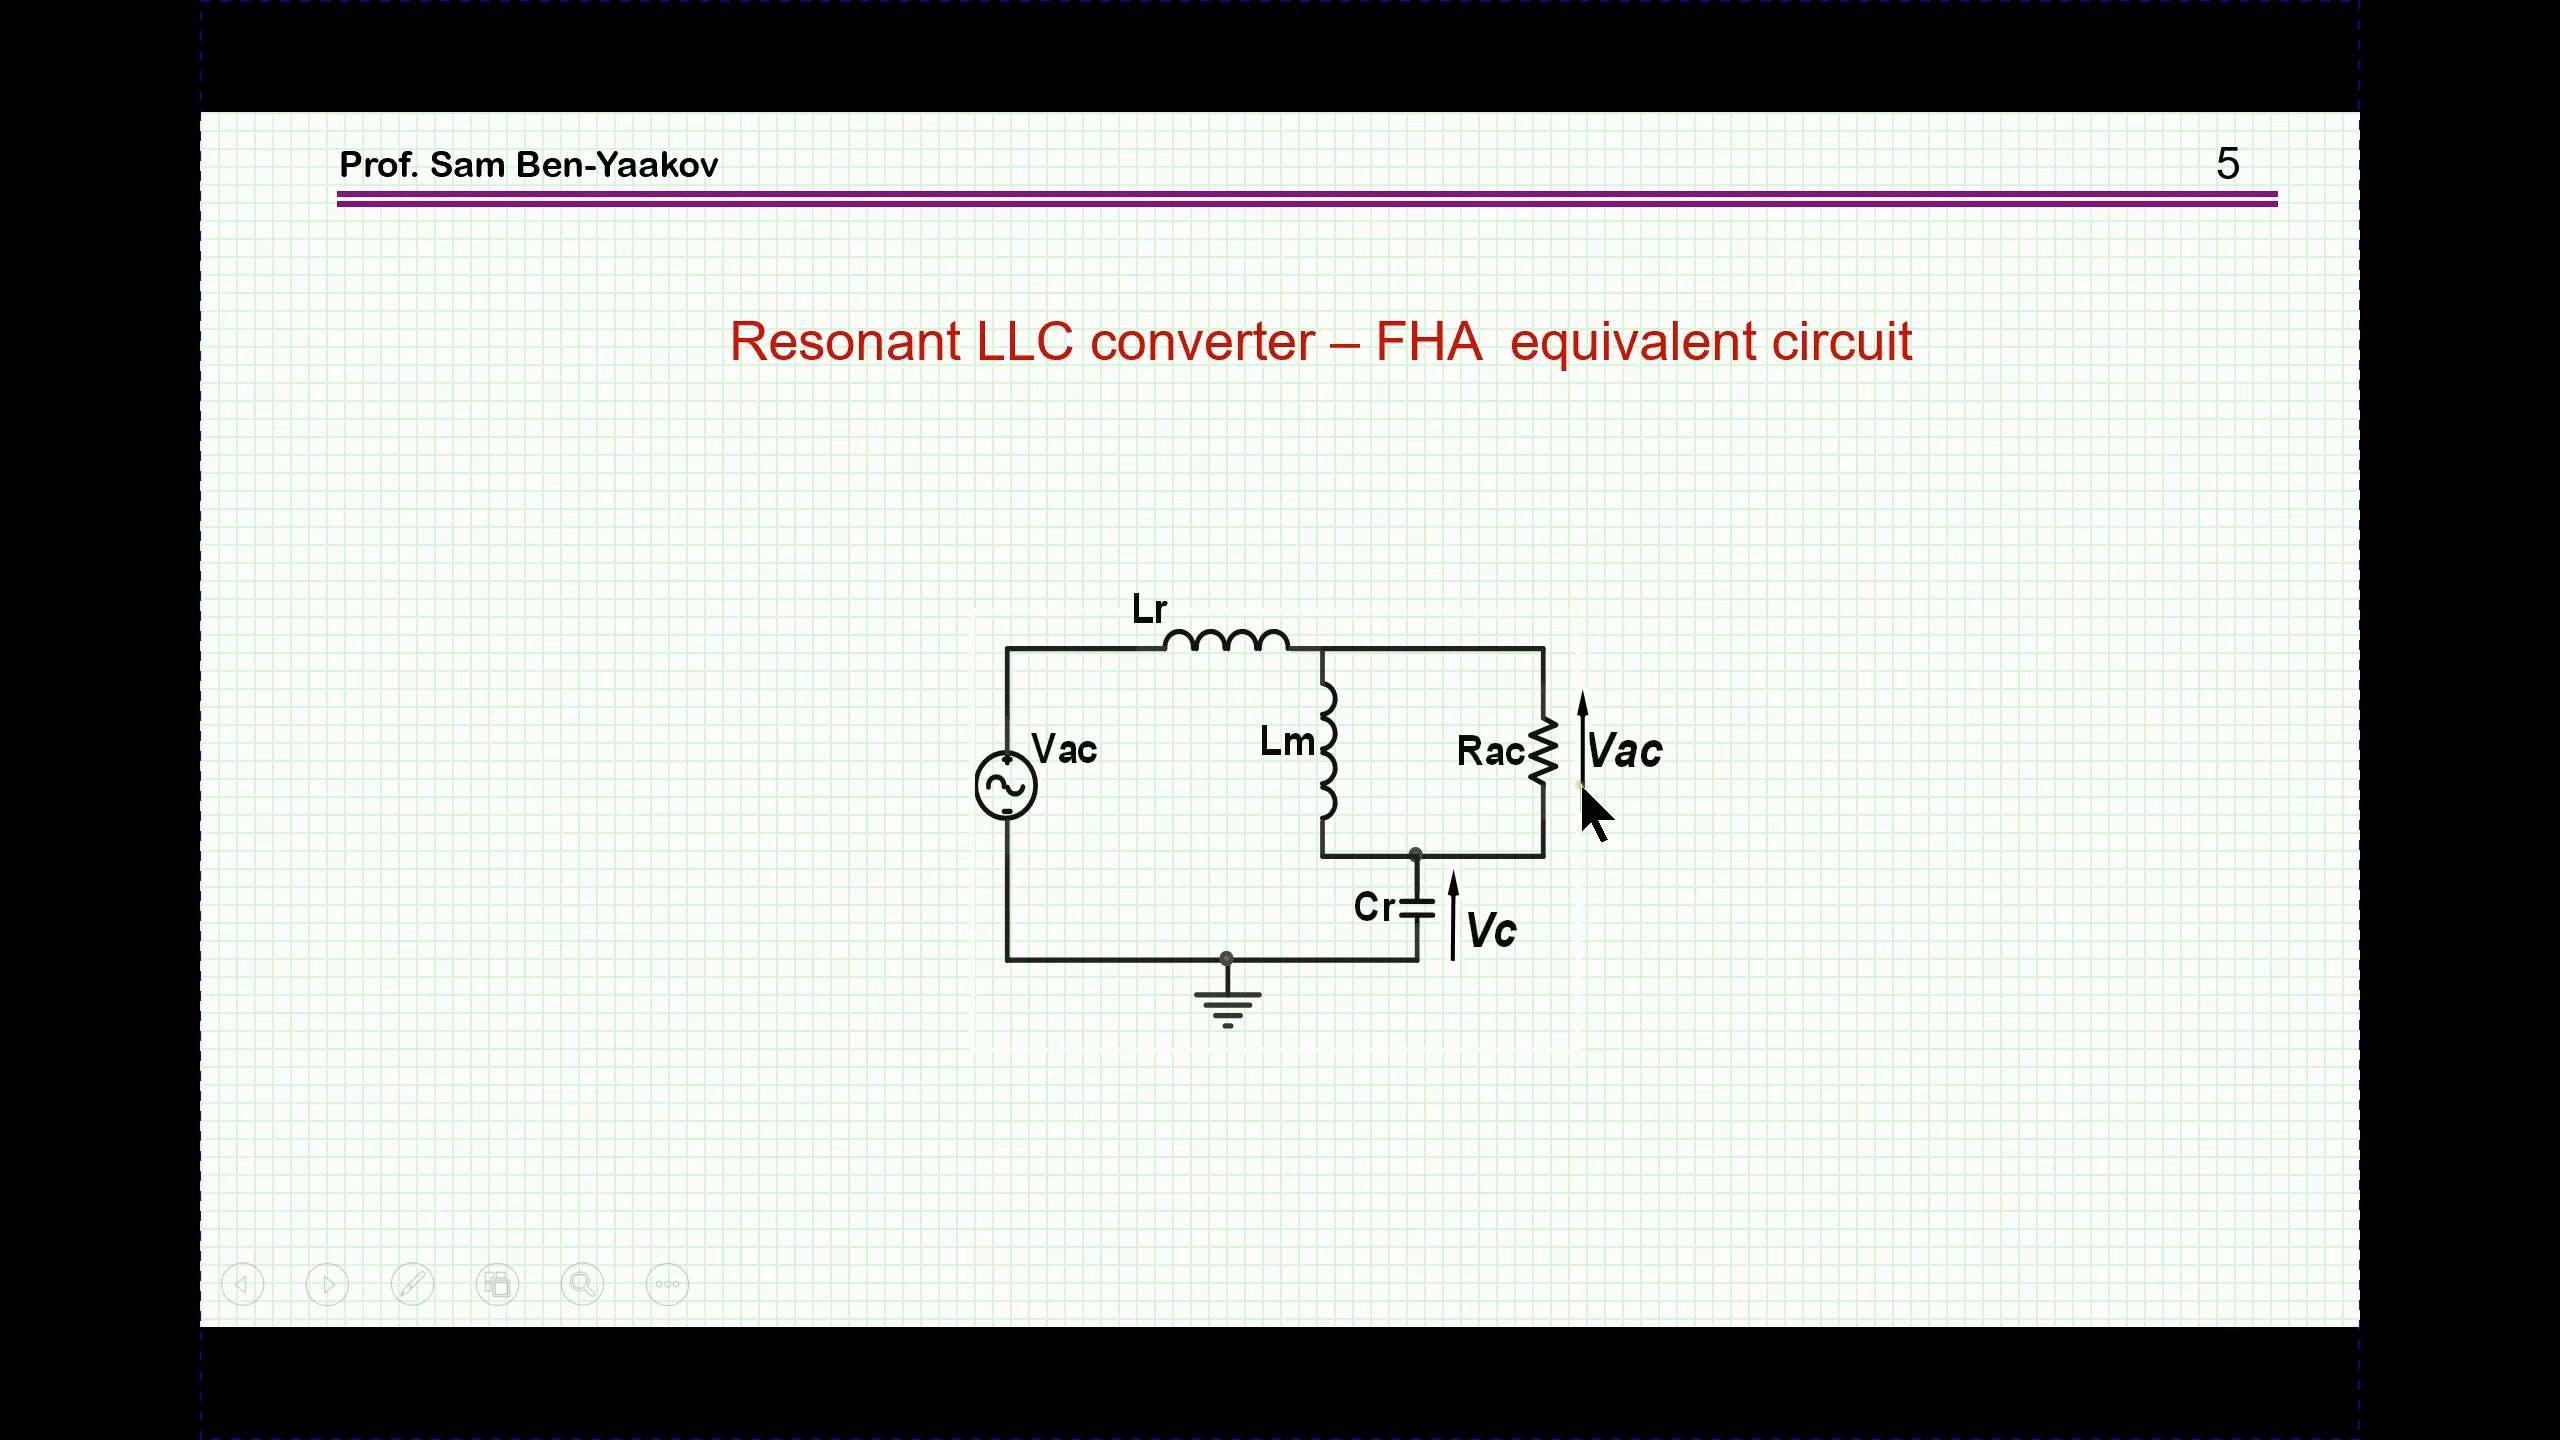 Prof. Sam Ben-Yaakov
5
Resonant LLC converter – FHA equivalent circuit
Lr
Vac
Lm
Rac
Vac
Cr
Vc